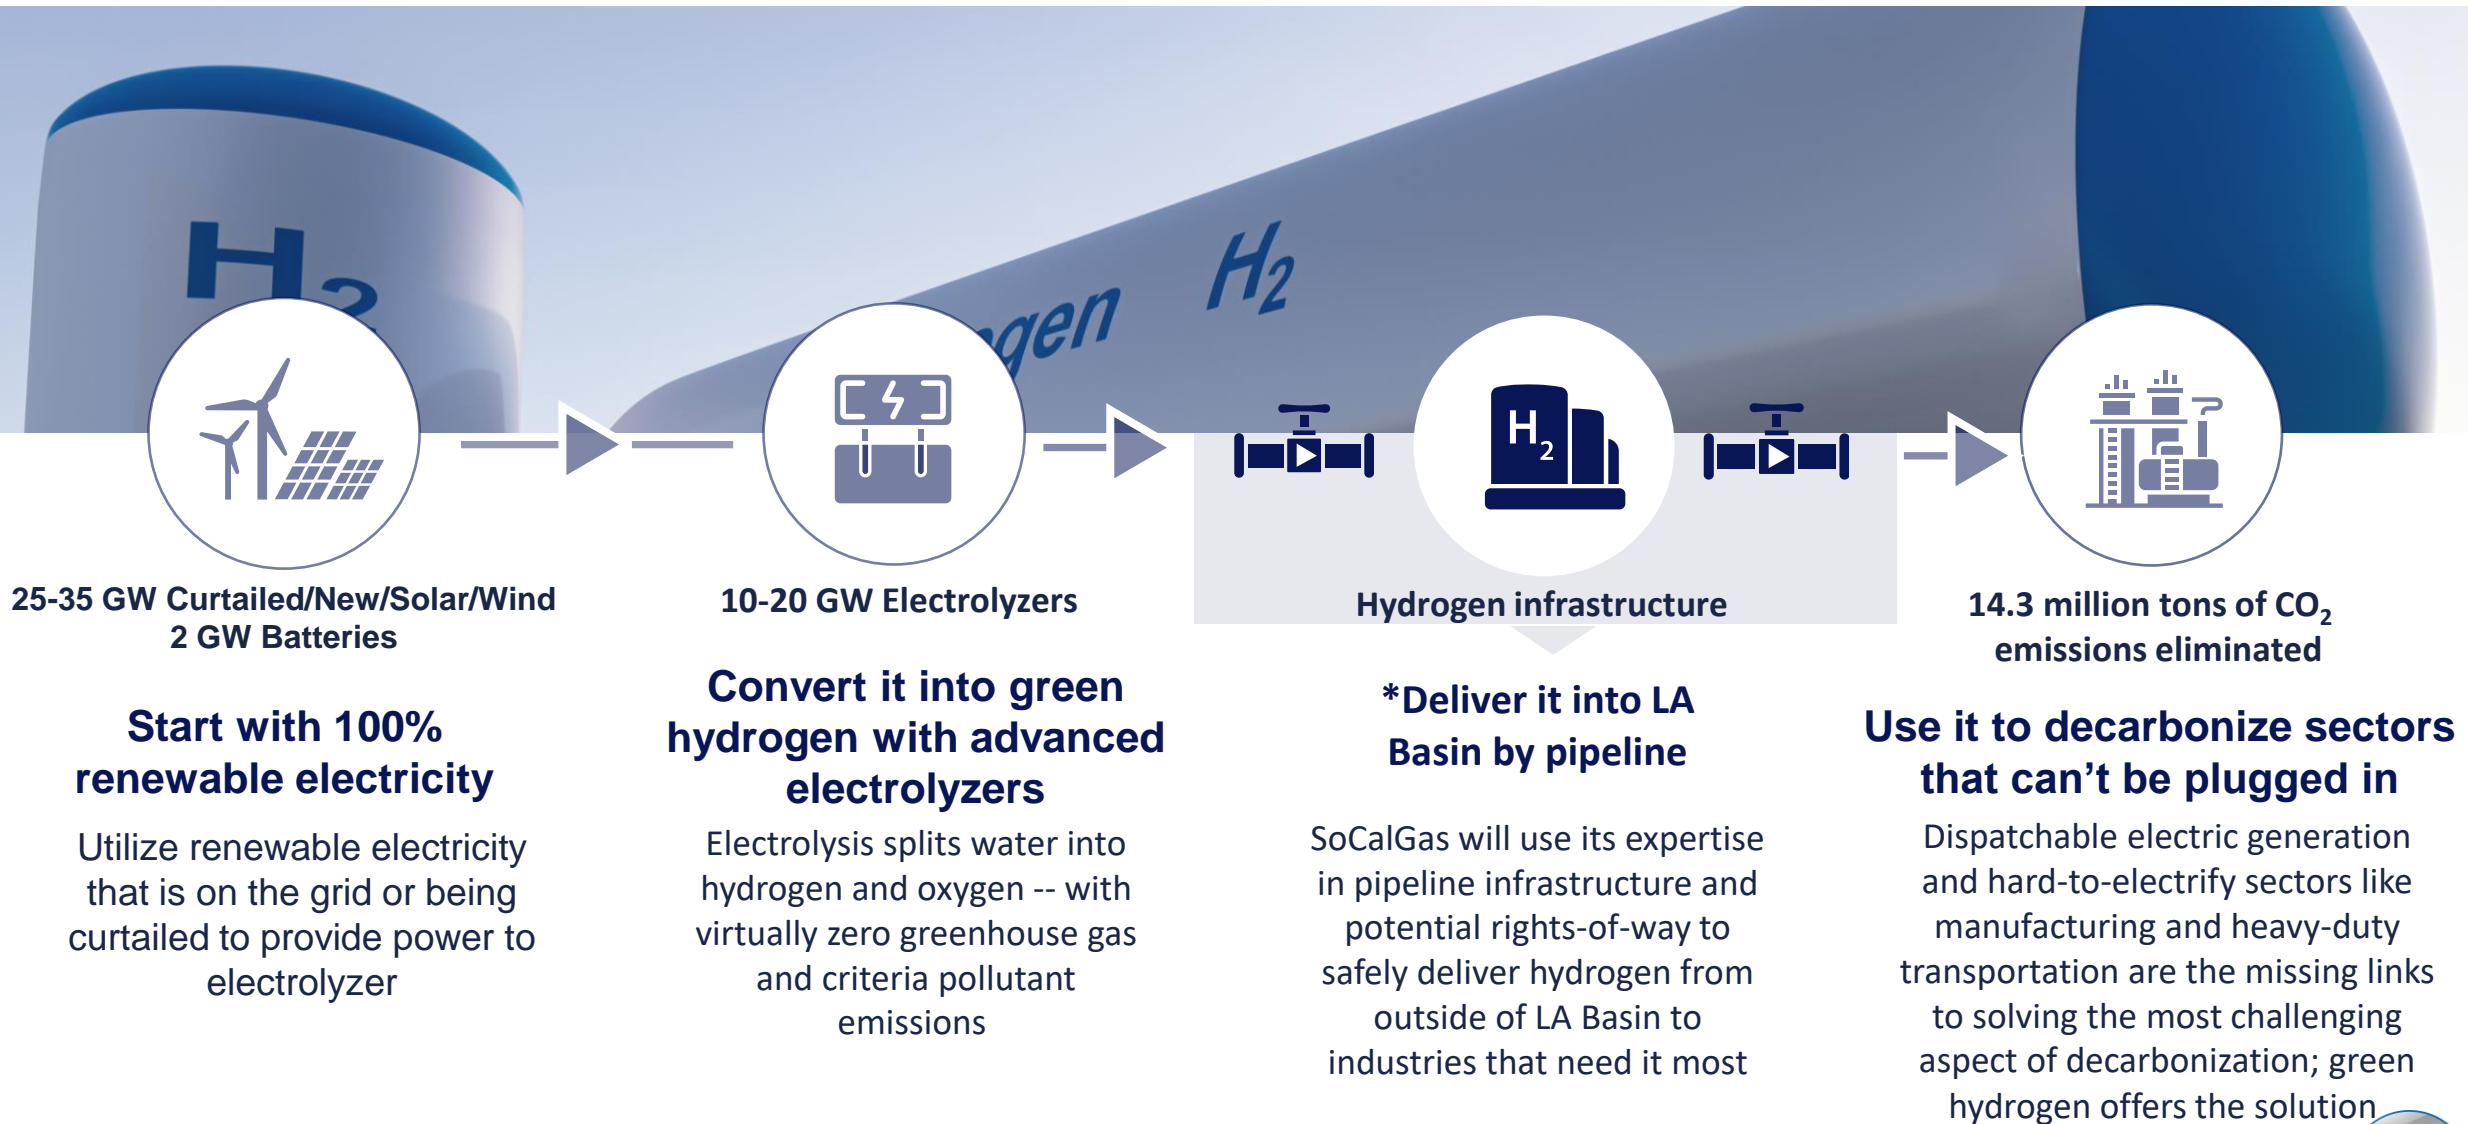 H2
ogen H2
H2
25-35 GW Curtailed/New/Solar/Wind
2 GW Batteries
Start with 100%
renewable electricity
Utilize renewable electricity
that is on the grid or being
curtailed to provide power to
electrolyzer
10-20 GW Electrolyzers
Convert it into green
hydrogen with advanced
electrolyzers
Electrolysis splits water into
hydrogen and oxygen -- with
virtually zero greenhouse gas
and criteria pollutant
emissions
Hydrogen infrastructure
*Deliver it into LA
Basin by pipeline
SoCalGas will use its expertise
in pipeline infrastructure and
potential rights-of-way to
safely deliver hydrogen from
outside of LA Basin to
industries that need it most
14.3 million tons of CO2
emissions eliminated
Use it to decarbonize sectors
that can’t be plugged in
Dispatchable electric generation
and hard-to-electrify sectors like
manufacturing and heavy-duty
transportation are the missing links
to solving the most challenging
aspect of decarbonization; green
hydrogen offers the solution